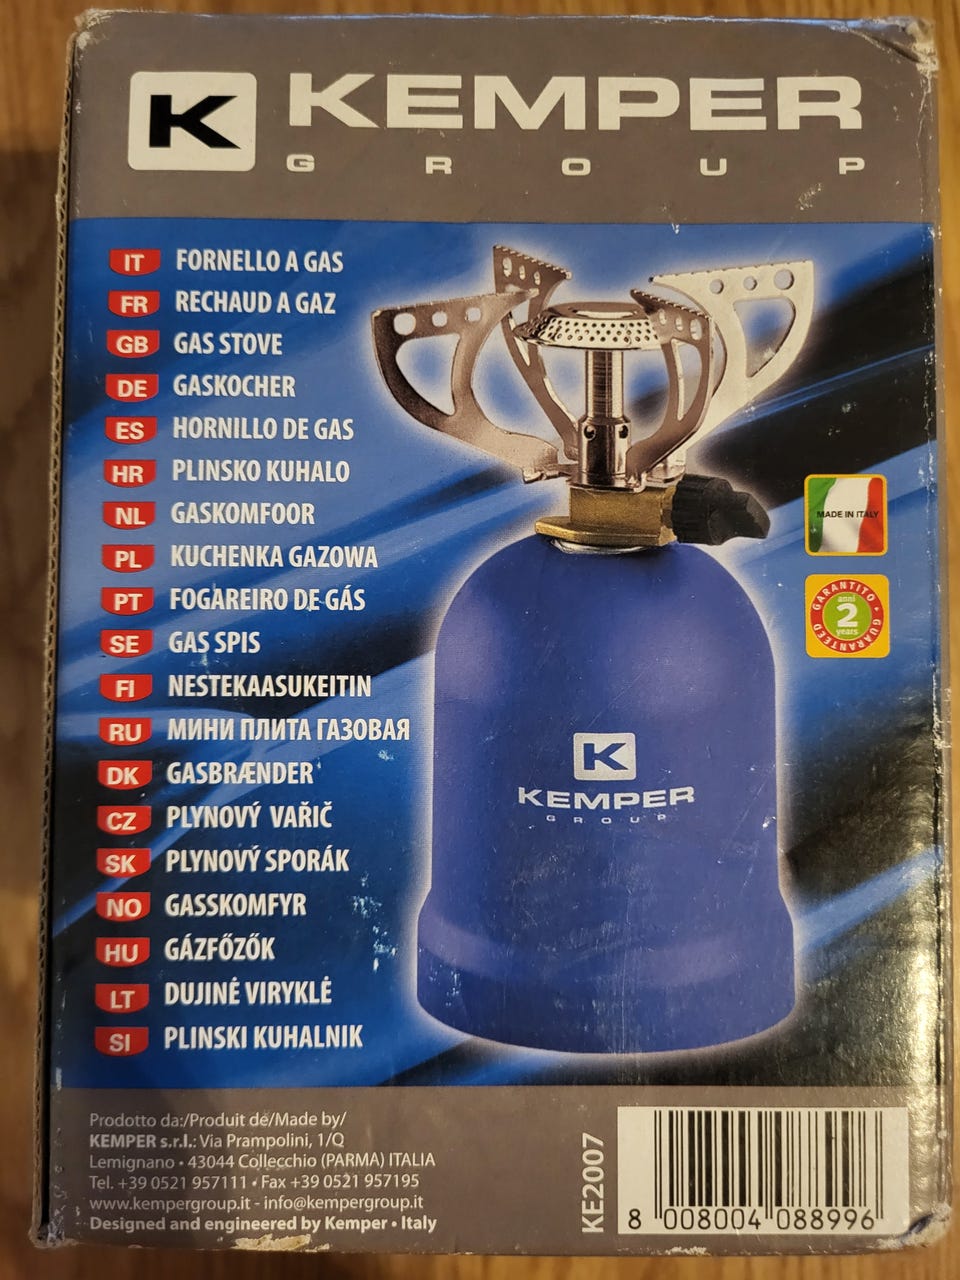 K KEMPER
GROUP
IT FORNELLO A GAS
FR RECHAUD A GAZ
GB GAS STOVE
DE GASKOCHER
ES HORNILLO DE GAS
HR PLINSKO KUHALO
NL GASKOMFOOR
PL KUCHENKA GAZOWA
PT FOGAREIRO DE GÁS
SE GAS SPIS
FI NESTEKAASUKEITIN
RU МИНИ ПЛИТА ГАЗОВАЯ
DK GASBRÆNDER
CZ PLYNOVÝ VAŘIČ
SK PLYNOVÝ SPORÁK
NO GASSKOMFYR
HU GÁZFŐZŐK
LT DUJINĖ VIRYKLĖ
SI PLINSKI KUHALNIK
MADE IN ITALY
GARANTITO
anni
2
years
GUARANTEED
K
KEMPER
GROUP
Prodotto da:/Produit de/Made by/
KEMPER s.r.l.: Via Prampolini, 1/Q
Lemignano • 43044 Collecchio (PARMA) ITALIA
Tel. +39 0521 957111 • Fax +39 0521 957195
www.kempergroup.it - info@kempergroup.it
Designed and engineered by Kemper • Italy
KE2007
8 008004 088996